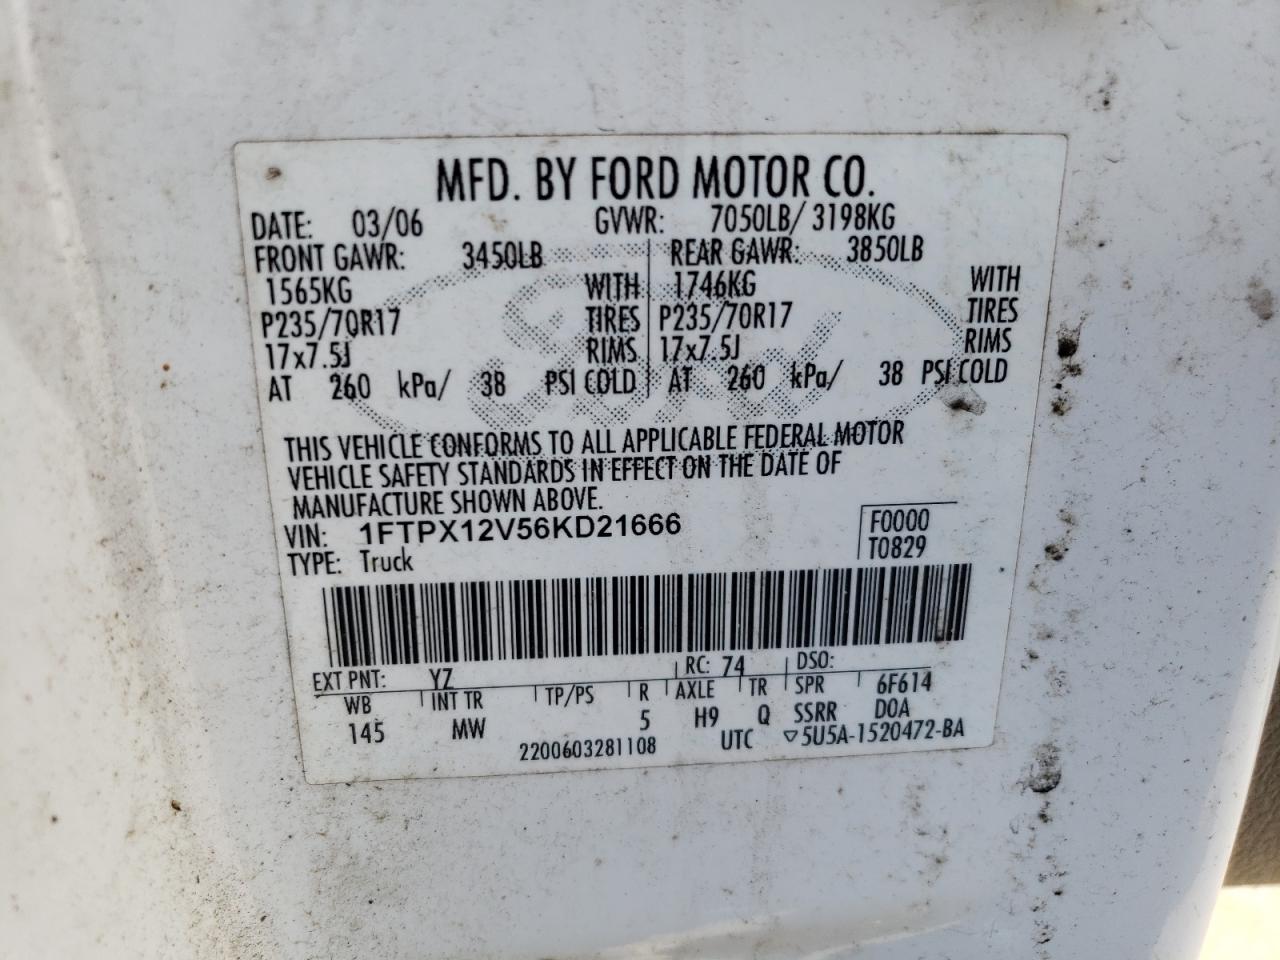 MFD. BY FORD MOTOR CO.
DATE: 03/06 GVWR: 7050LB/ 3198KG
FRONT GAWR: 3450LB REAR GAWR: 3850LB
1565KG WITH 1746KG WITH
P235/70R17 TIRES P235/70R17 TIRES
17x7.5J RIMS 17x7.5J RIMS
AT 260 kPa/ 38 PSI COLD AT 260 kPa/ 38 PSI COLD
Ford
THIS VEHICLE CONFORMS TO ALL APPLICABLE FEDERAL MOTOR
VEHICLE SAFETY STANDARDS IN EFFECT ON THE DATE OF
MANUFACTURE SHOWN ABOVE.
VIN: 1FTPX12V56KD21666 F0000
TYPE: Truck T0829
EXT PNT: YZ RC: 74 DSO:
WB INT TR TP/PS R AXLE TR SPR 6F614
145 MW 5 H9 Q SSRR D0A
2200603281108 UTC ▽5U5A-1520472-BA